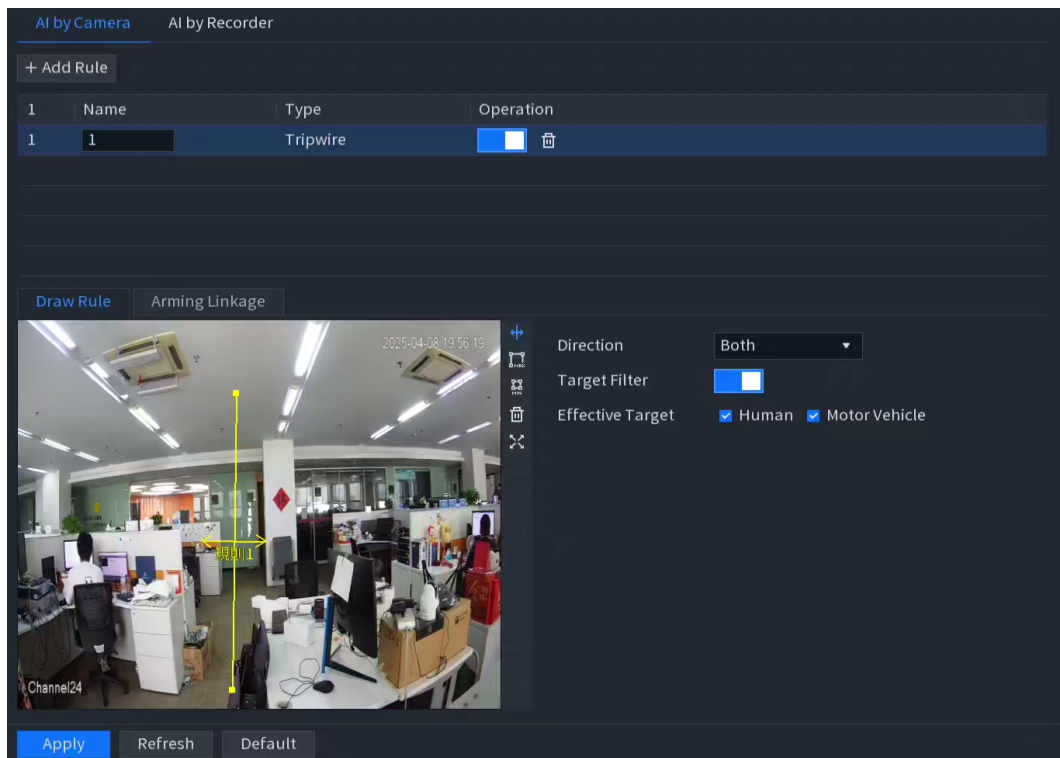 AI by Camera AI by Recorder
+ Add Rule
1 Name Type Operation
1 1 Tripwire
Draw Rule Arming Linkage
2025-04-08 19:56:19
Direction Both
Target Filter
Effective Target Human Motor Vehicle
規則1
Channel24
Apply Refresh Default